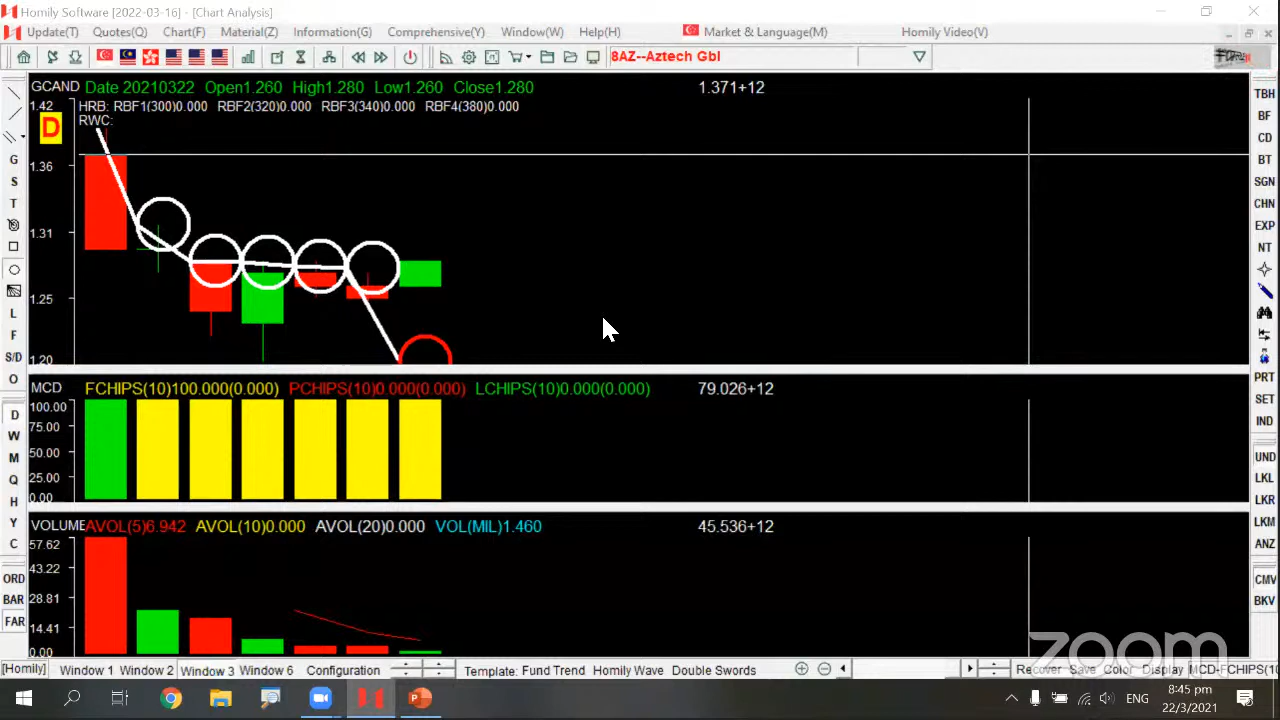 Homily Software [2022-03-16] - [Chart Analysis]
Update(T) Quotes(Z) Chart(F) Material(Z) Information(G) Comprehensive(Y) Window(W) Help(H) Market & Language(M) Homily Video(V)
8AZ--Aztech Gbl
GCAND Date 20210322 Open1.260 High1.280 Low1.260 Close1.280 1.371+12
HRB: RBF1(300)0.000 RBF2(320)0.000 RBF3(340)0.000 RBF4(380)0.000
RWC:
D
1.42
1.36
1.31
1.25
1.20
MCD FCHIPS(10)100.000(0.000) PCHIPS(10)0.000(0.000) LCHIPS(10)0.000(0.000) 79.026+12
100.00
75.00
50.00
25.00
0.00
VOLUME AVOL(5)6.942 AVOL(10)0.000 AVOL(20)0.000 VOL(MIL)1.460 45.536+12
57.62
43.22
28.81
14.41
0.00
G
S
T
L
F
S/D
O
D
W
M
Q
H
Y
C
ORD
BAR
FAR
TBH
BF
CD
BT
SGN
CHN
EXP
NT
PRT
SET
IND
UND
LKL
LKR
LKM
ANZ
CMV
BKV
zoom
[Homily] Window 1 Window 2 Window 3 Window 6 Configuration Template: Fund Trend Homily Wave Double Swords Recover Save Color Display MCD-FCHIPS(10
ENG
8:45 pm
22/3/2021